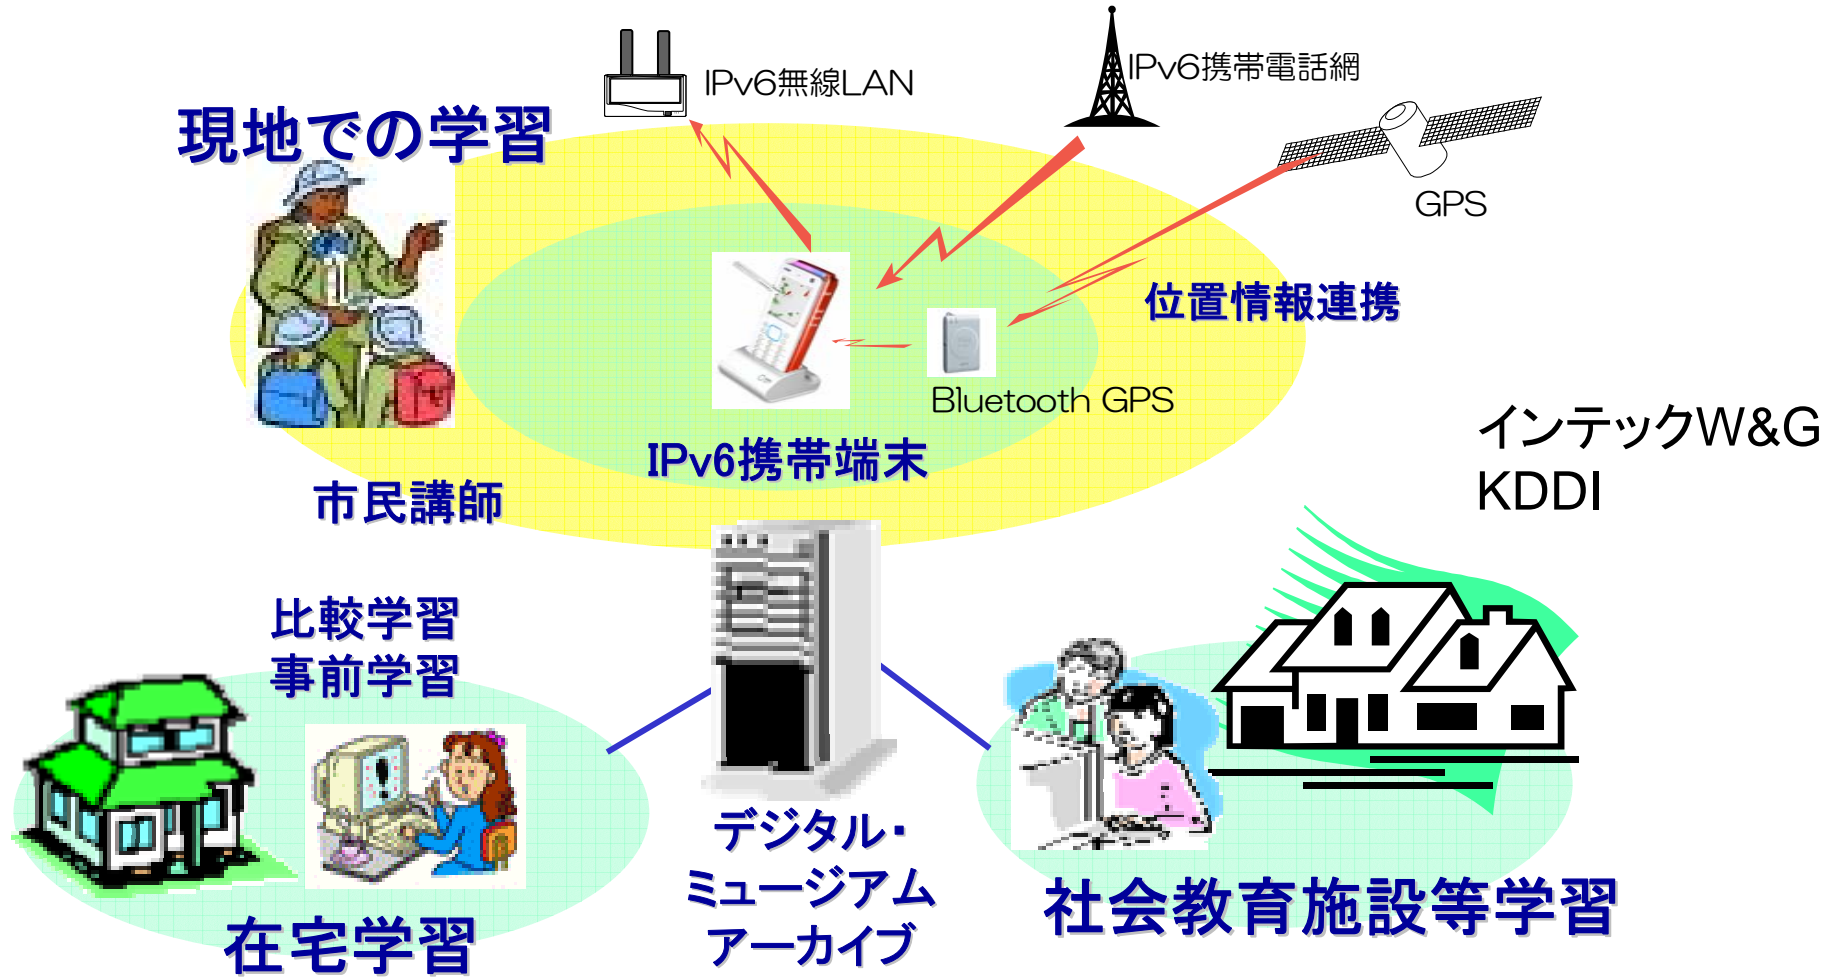 IPv6無線LAN
IPv6携帯電話網
現地での学習
GPS
位置情報連携
Bluetooth GPS
IPv6携帯端末
インテックW&G
KDDI
市民講師
比較学習
事前学習
デジタル・
ミュージアム
アーカイブ
社会教育施設等学習
在宅学習